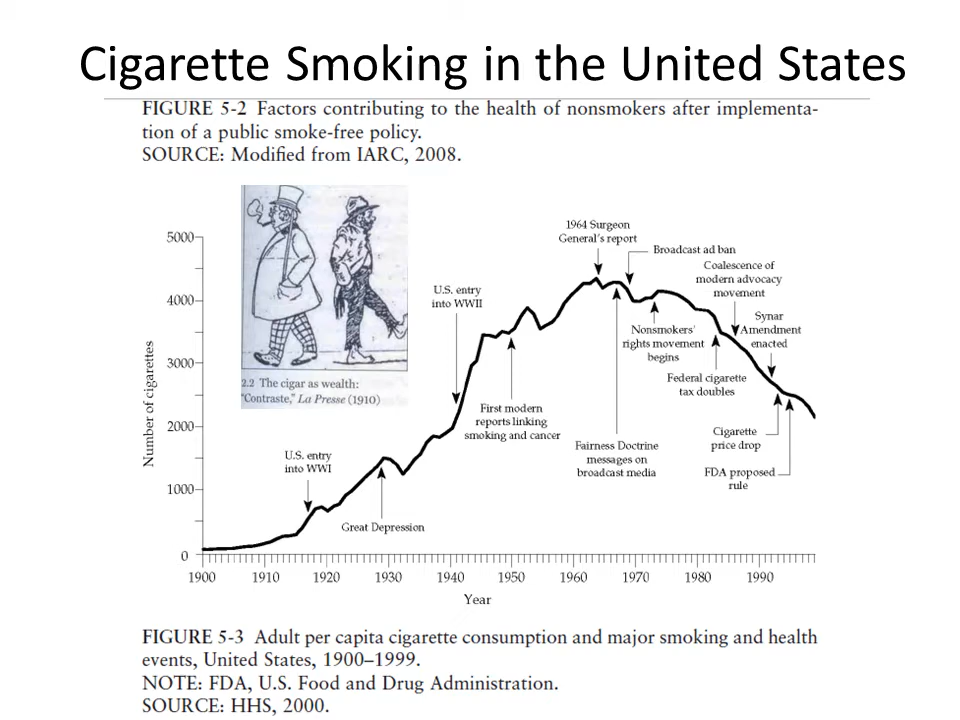 Cigarette Smoking in the United States
FIGURE 5-2 Factors contributing to the health of nonsmokers after implementa-
tion of a public smoke-free policy.
SOURCE: Modified from IARC, 2008.
2.2 The cigar as wealth:
"Contraste," La Presse (1910)
Number of cigarettes
5000
4000
3000
2000
1000
0
U.S. entry
into WWI
Great Depression
U.S. entry
into WWII
First modern
reports linking
smoking and cancer
1964 Surgeon
General's report
Fairness Doctrine
messages on
broadcast media
Broadcast ad ban
Nonsmokers'
rights movement
begins
Federal cigarette
tax doubles
Coalescence of
modern advocacy
movement
Synar
Amendment
enacted
Cigarette
price drop
FDA proposed
rule
1900 1910 1920 1930 1940 1950 1960 1970 1980 1990
Year
FIGURE 5-3 Adult per capita cigarette consumption and major smoking and health
events, United States, 1900–1999.
NOTE: FDA, U.S. Food and Drug Administration.
SOURCE: HHS, 2000.